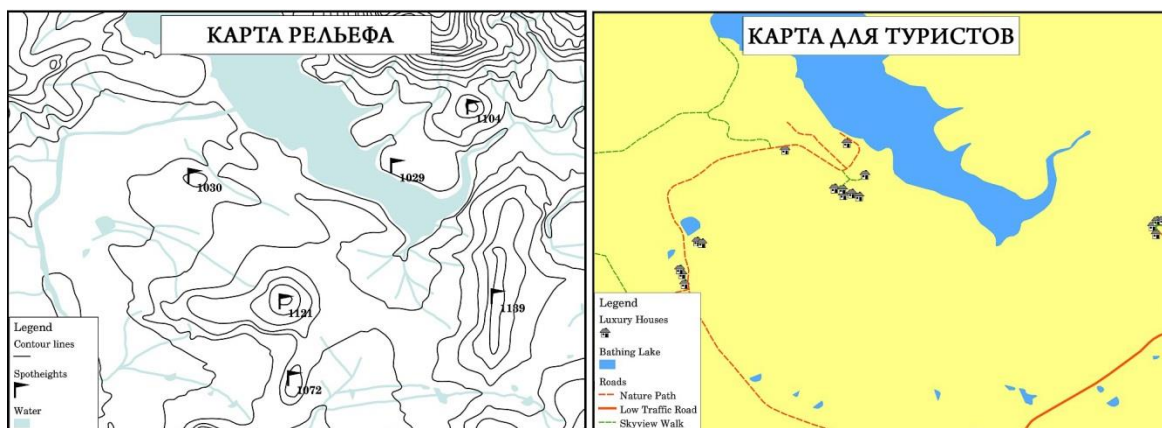 КАРТА РЕЛЬЕФА
1104
1029
1030
1139
1121
1072
Legend
Contour lines
Spotheights
Water
КАРТА ДЛЯ ТУРИСТОВ
Legend
Luxury Houses
Bathing Lake
Roads
Nature Path
Low Traffic Road
Skyview Walk